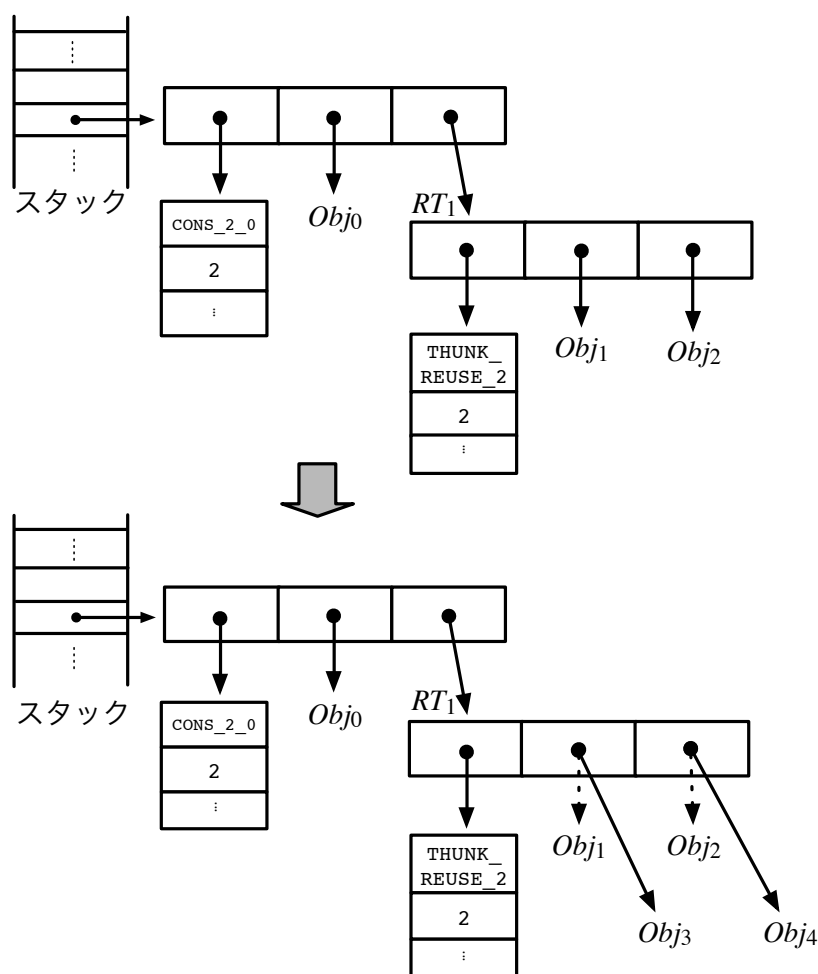 スタック
CONS_2_0
2
Obj0
RT1
THUNK_
REUSE_2
2
Obj1
Obj2
スタック
CONS_2_0
2
Obj0
RT1
THUNK_
REUSE_2
2
Obj1
Obj2
Obj3
Obj4